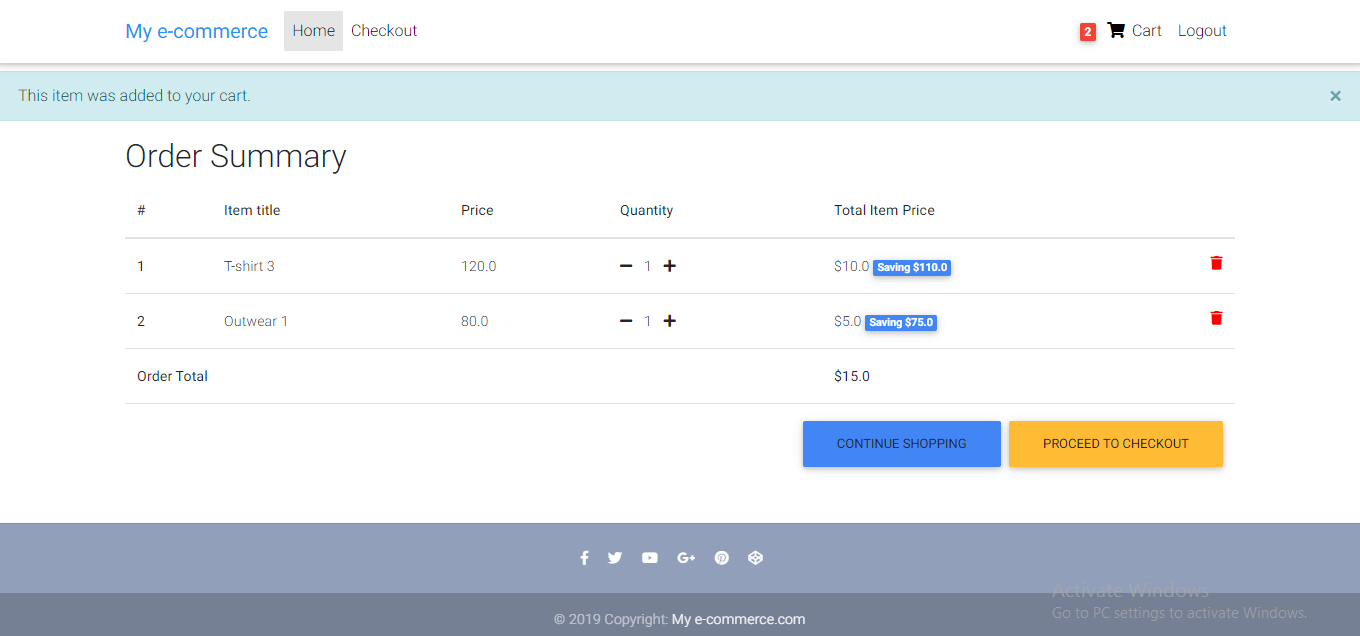 My e-commerce Home Checkout 2 Cart Logout
This item was added to your cart. ×
Order Summary
# Item title Price Quantity Total Item Price
1 T-shirt 3 120.0 1 $10.0 Saving $110.0
2 Outwear 1 80.0 1 $5.0 Saving $75.0
Order Total $15.0
CONTINUE SHOPPING PROCEED TO CHECKOUT
Activate Windows
Go to PC settings to activate Windows.
© 2019 Copyright: My e-commerce.com